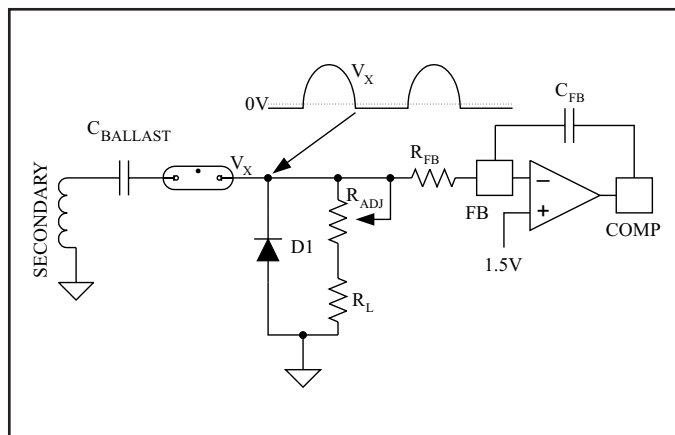 V_X
0V
C_FB
C_BALLAST
V_X
R_FB
R_ADJ
SECONDARY
FB
COMP
D1
1.5V
R_L